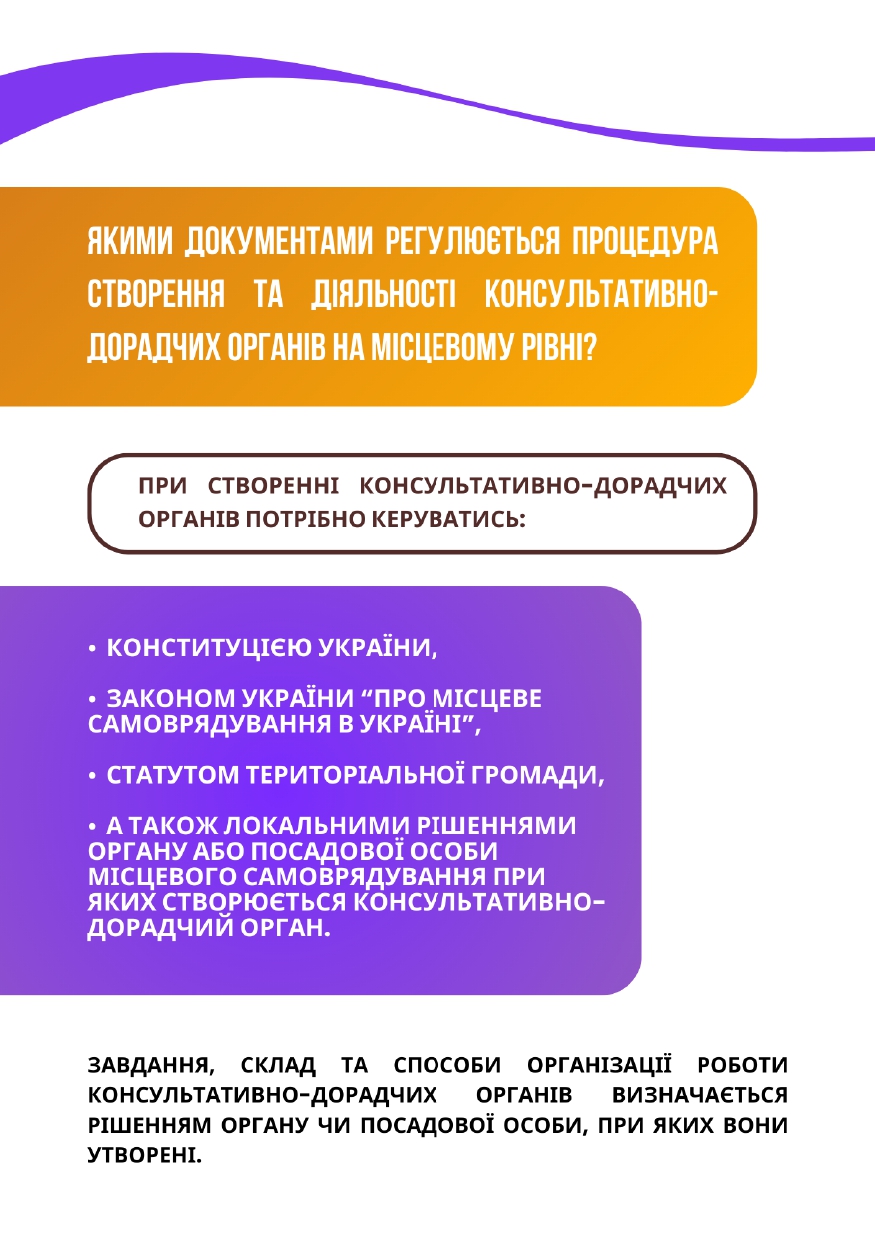 ЯКИМИ ДОКУМЕНТАМИ РЕГУЛЮЄТЬСЯ ПРОЦЕДУРА
СТВОРЕННЯ ТА ДІЯЛЬНОСТІ КОНСУЛЬТАТИВНО-
ДОРАДЧИХ ОРГАНІВ НА МІСЦЕВОМУ РІВНІ?
ПРИ СТВОРЕННІ КОНСУЛЬТАТИВНО-ДОРАДЧИХ
ОРГАНІВ ПОТРІБНО КЕРУВАТИСЬ:
• КОНСТИТУЦІЄЮ УКРАЇНИ,
• ЗАКОНОМ УКРАЇНИ “ПРО МІСЦЕВЕ
САМОВРЯДУВАННЯ В УКРАЇНІ”,
• СТАТУТОМ ТЕРИТОРІАЛЬНОЇ ГРОМАДИ,
• А ТАКОЖ ЛОКАЛЬНИМИ РІШЕННЯМИ
ОРГАНУ АБО ПОСАДОВОЇ ОСОБИ
МІСЦЕВОГО САМОВРЯДУВАННЯ ПРИ
ЯКИХ СТВОРЮЄТЬСЯ КОНСУЛЬТАТИВНО-
ДОРАДЧИЙ ОРГАН.
ЗАВДАННЯ, СКЛАД ТА СПОСОБИ ОРГАНІЗАЦІЇ РОБОТИ
КОНСУЛЬТАТИВНО-ДОРАДЧИХ ОРГАНІВ ВИЗНАЧАЄТЬСЯ
РІШЕННЯМ ОРГАНУ ЧИ ПОСАДОВОЇ ОСОБИ, ПРИ ЯКИХ ВОНИ
УТВОРЕНІ.